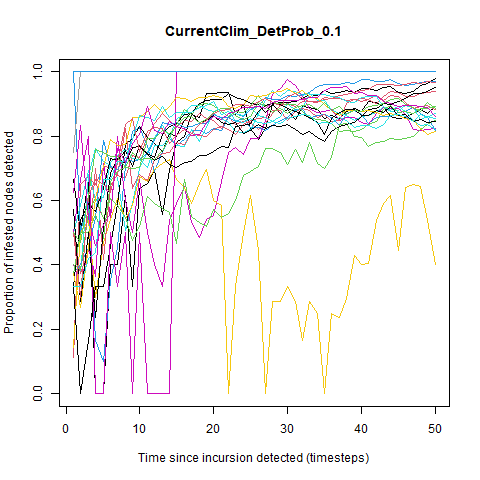 CurrentClim_DetProb_0.1
Proportion of infested nodes detected
1.0
0.8
0.6
0.4
0.2
0.0
0 10 20 30 40 50
Time since incursion detected (timesteps)